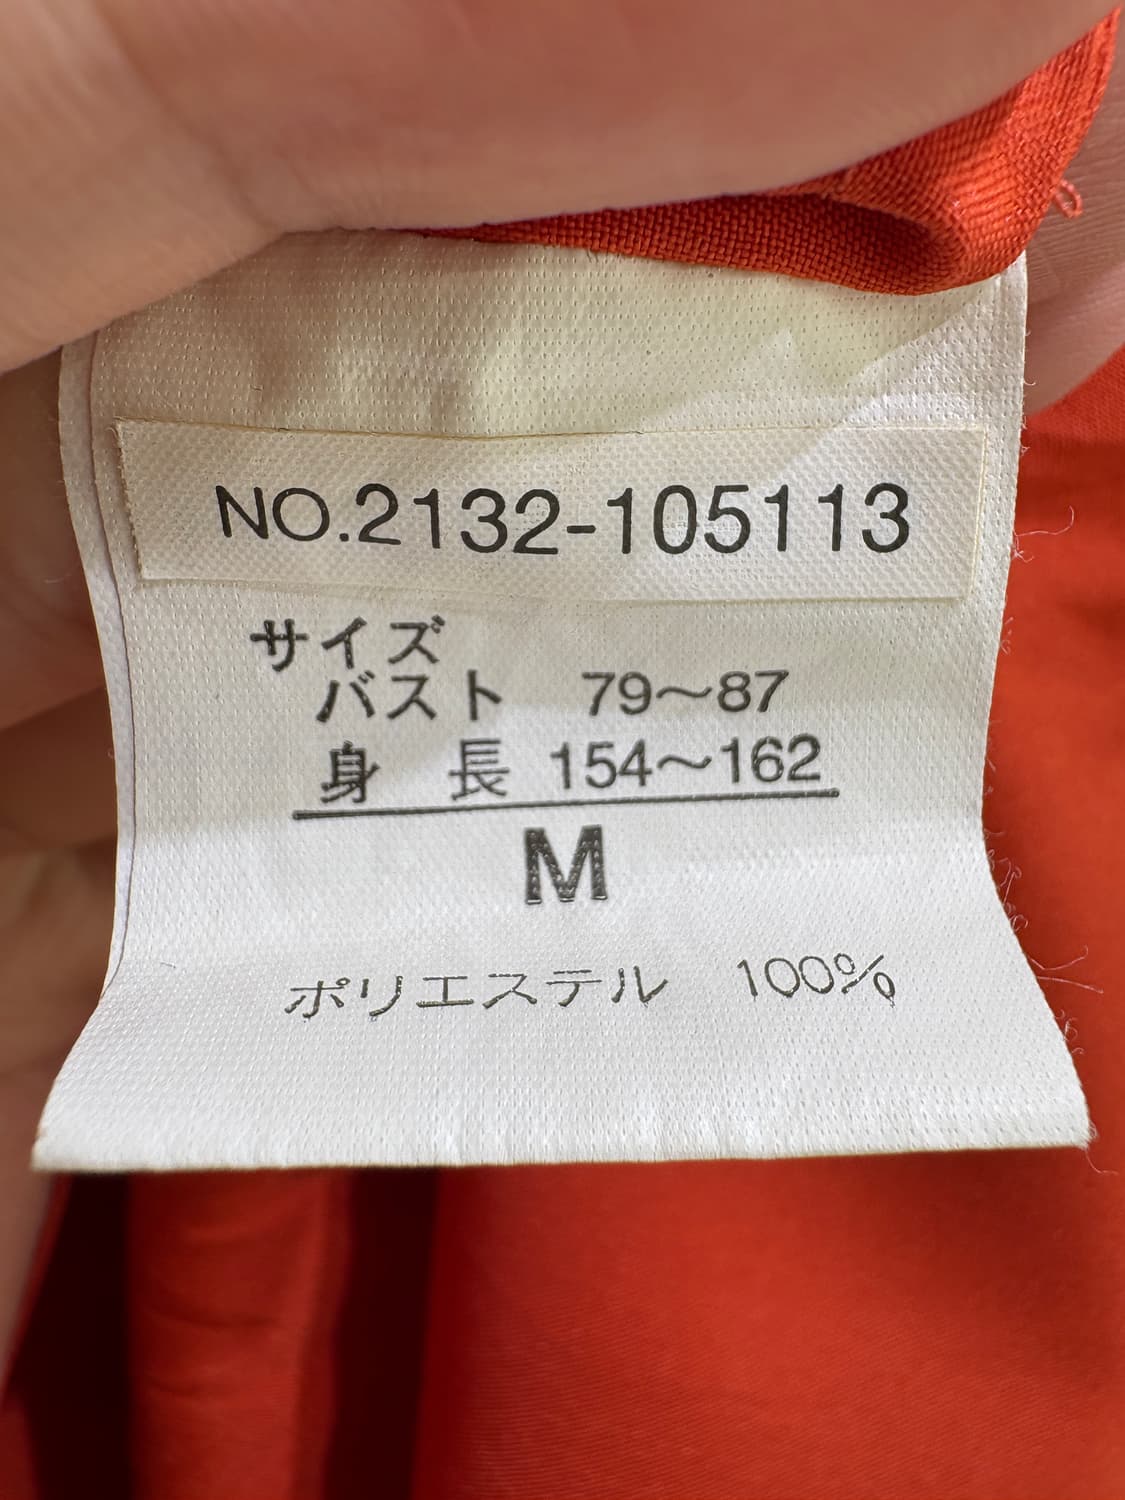 NO.2132-105113
サイズ
バスト 79〜87
身 長 154〜162
M
ポリエステル 100%